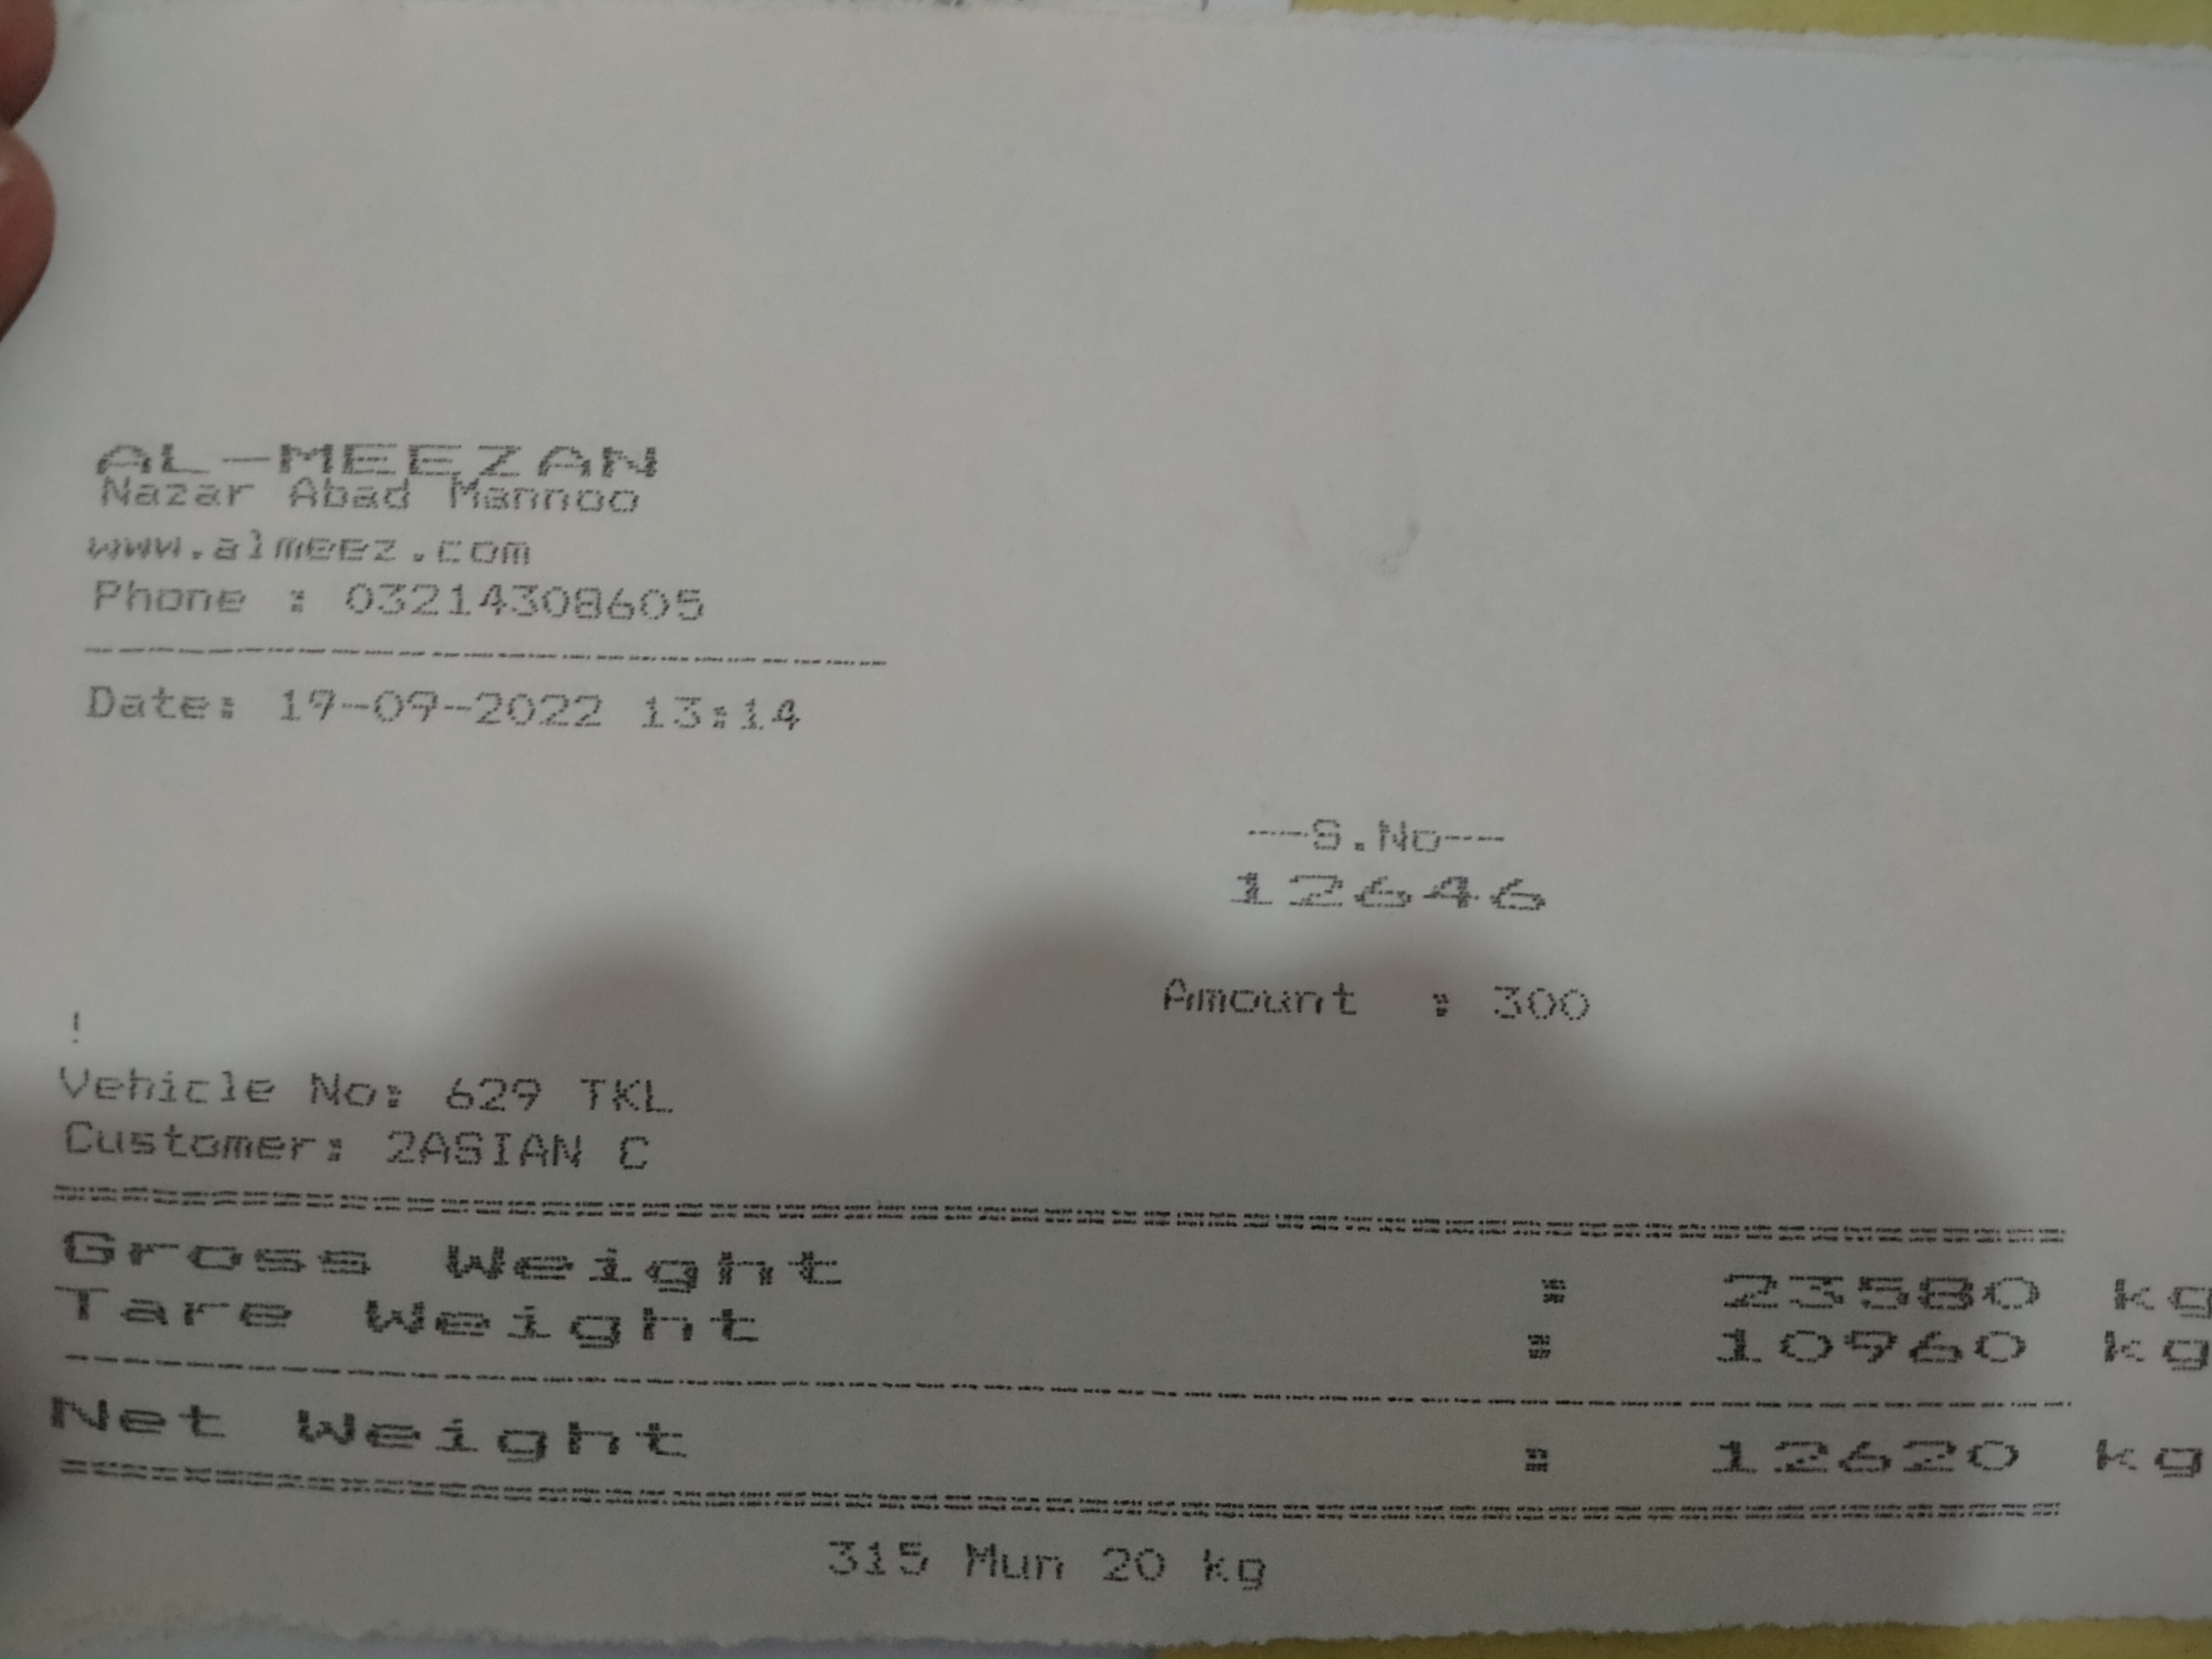 AL-MEEZAN
Nazar Abad Mannoo
www.almeez.com
Phone : 03214308605
Date: 19-09-2022 13:14
---S.No---
12646
Amount : 300
!
Vehicle No: 629 TKL
Customer: 2ASIAN C
Gross Weight : 23580 kg
Tare Weight : 10960 kg
Net Weight : 12620 kg
315 Mun 20 kg